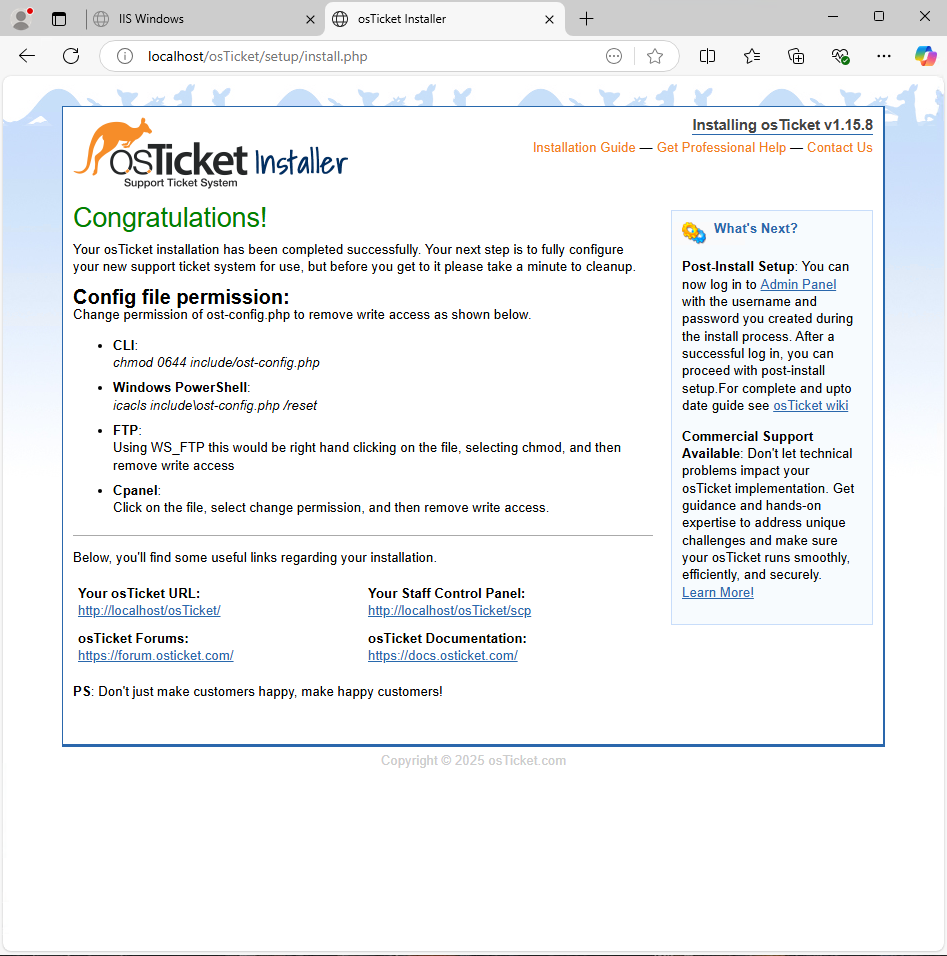 IIS Windows
osTicket Installer
localhost/osTicket/setup/install.php
osTicket Installer
Support Ticket System
Installing osTicket v1.15.8
Installation Guide — Get Professional Help — Contact Us
Congratulations!
Your osTicket installation has been completed successfully. Your next step is to fully configure
your new support ticket system for use, but before you get to it please take a minute to cleanup.
Config file permission:
Change permission of ost-config.php to remove write access as shown below.
• CLI:
chmod 0644 include/ost-config.php
• Windows PowerShell:
icacls include\ost-config.php /reset
• FTP:
Using WS_FTP this would be right hand clicking on the file, selecting chmod, and then
remove write access
• Cpanel:
Click on the file, select change permission, and then remove write access.
Below, you'll find some useful links regarding your installation.
Your osTicket URL:
http://localhost/osTicket/
Your Staff Control Panel:
http://localhost/osTicket/scp
osTicket Forums:
https://forum.osticket.com/
osTicket Documentation:
https://docs.osticket.com/
PS: Don't just make customers happy, make happy customers!
What's Next?
Post-Install Setup: You can
now log in to Admin Panel
with the username and
password you created during
the install process. After a
successful log in, you can
proceed with post-install
setup.For complete and upto
date guide see osTicket wiki
Commercial Support
Available: Don't let technical
problems impact your
osTicket implementation. Get
guidance and hands-on
expertise to address unique
challenges and make sure
your osTicket runs smoothly,
efficiently, and securely.
Learn More!
Copyright © 2025 osTicket.com